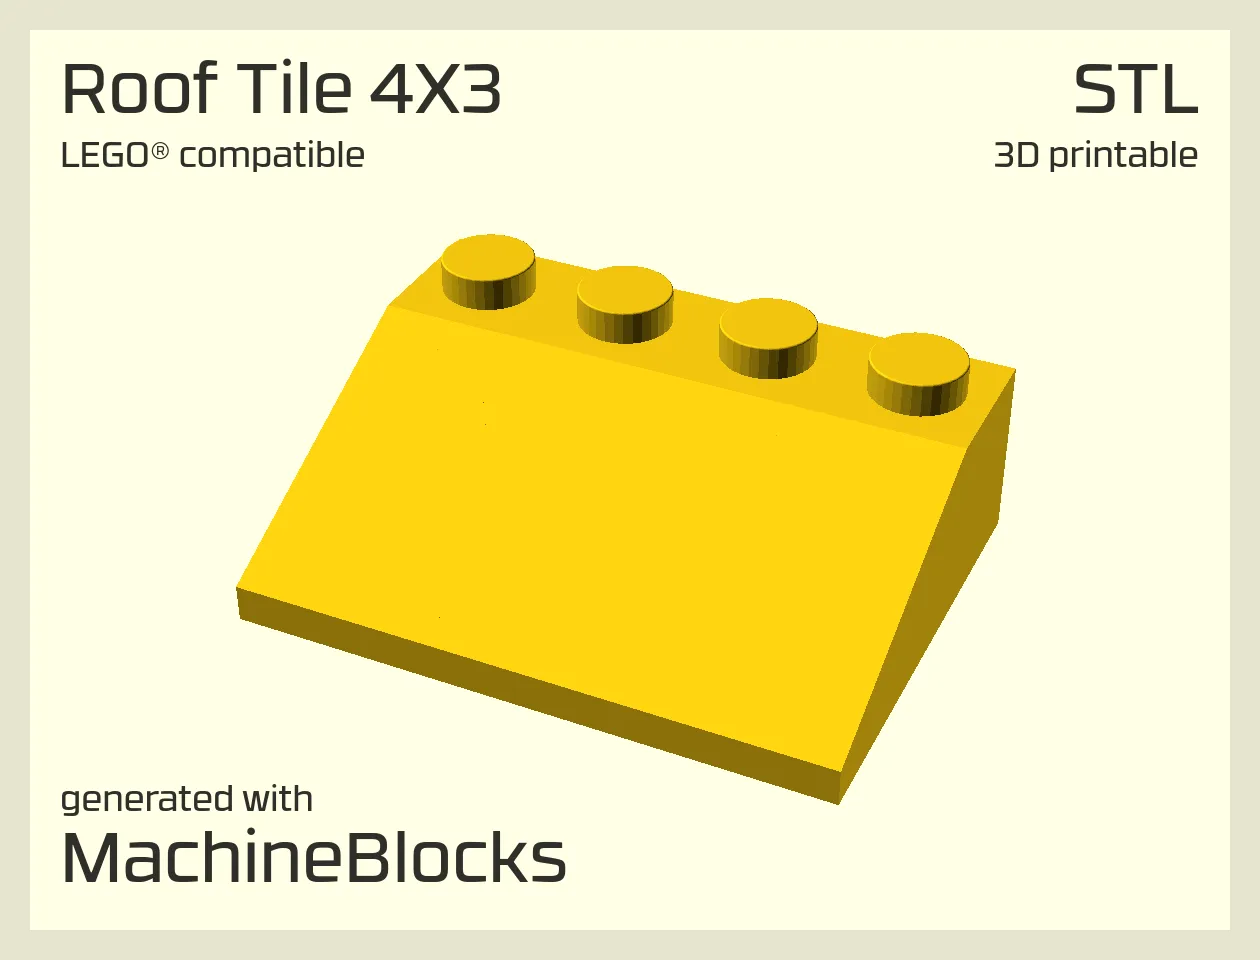 Roof Tile 4X3
LEGO® compatible
STL
3D printable
generated with
MachineBlocks